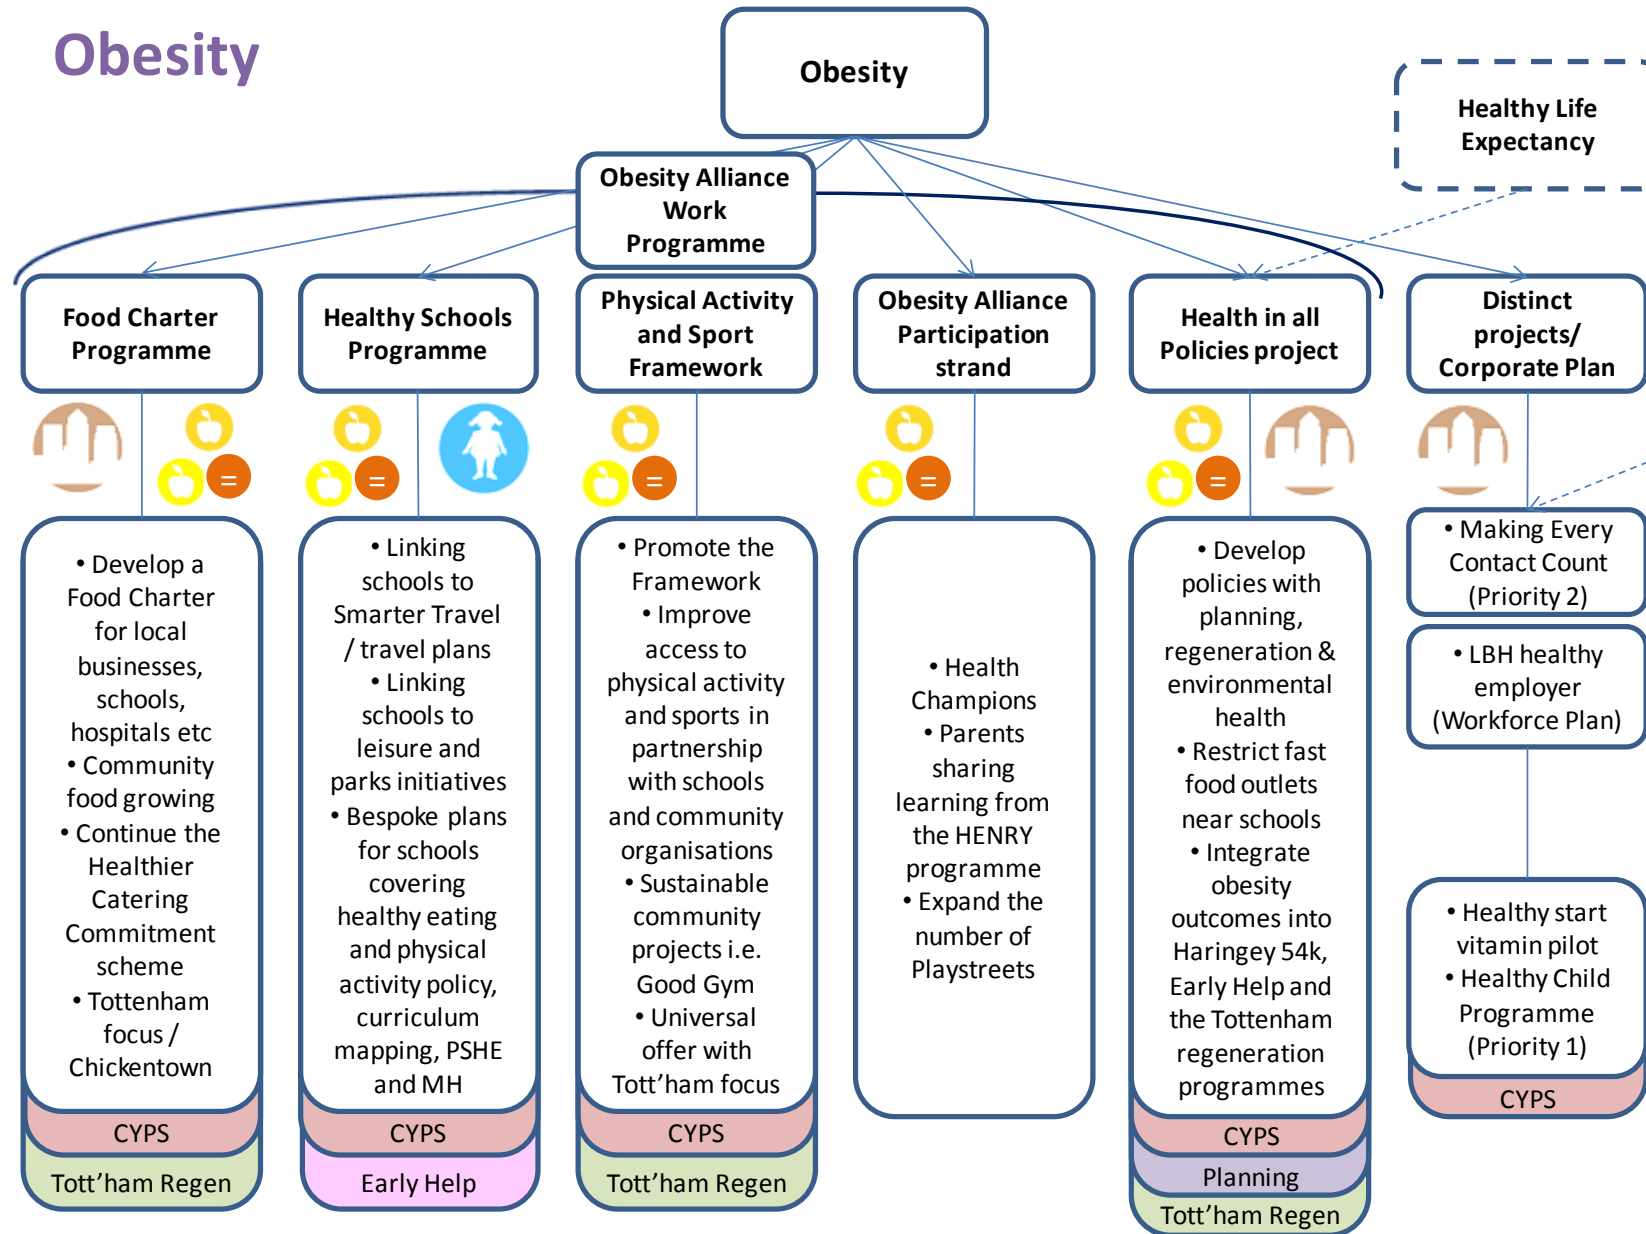 Obesity
Obesity
Healthy Life
Expectancy
Obesity Alliance
Work
Programme
Food Charter
Programme
Healthy Schools
Programme
Physical Activity
and Sport
Framework
Obesity Alliance
Participation
strand
Health in all
Policies project
Distinct
projects/
Corporate Plan
=
=
=
=
=
• Develop a
Food Charter
for local
businesses,
schools,
hospitals etc
• Community
food growing
• Continue the
Healthier
Catering
Commitment
scheme
• Tottenham
focus /
Chickentown
CYPS
Tott'ham Regen
• Linking
schools to
Smarter Travel
/ travel plans
• Linking
schools to
leisure and
parks initiatives
• Bespoke plans
for schools
covering
healthy eating
and physical
activity policy,
curriculum
mapping, PSHE
and MH
CYPS
Early Help
• Promote the
Framework
• Improve
access to
physical activity
and sports in
partnership
with schools
and community
organisations
• Sustainable
community
projects i.e.
Good Gym
• Universal
offer with
Tott'ham focus
CYPS
Tott'ham Regen
• Health
Champions
• Parents
sharing
learning from
the HENRY
programme
• Expand the
number of
Playstreets
• Develop
policies with
planning,
regeneration &
environmental
health
• Restrict fast
food outlets
near schools
• Integrate
obesity
outcomes into
Haringey 54k,
Early Help and
the Tottenham
regeneration
programmes
CYPS
Planning
Tott'ham Regen
• Making Every
Contact Count
(Priority 2)
• LBH healthy
employer
(Workforce Plan)
• Healthy start
vitamin pilot
• Healthy Child
Programme
(Priority 1)
CYPS